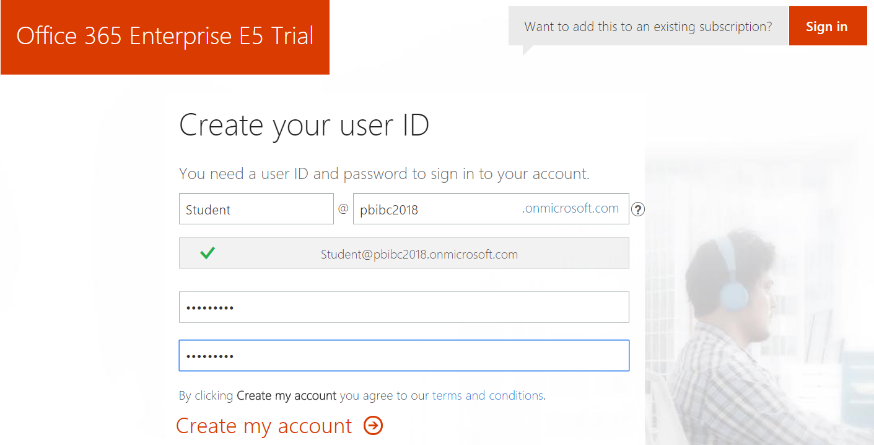 Office 365 Enterprise E5 Trial
Want to add this to an existing subscription? Sign in
Create your user ID
You need a user ID and password to sign in to your account.
Student @ pbibc2018 .onmicrosoft.com ?
Student@pbibc2018.onmicrosoft.com
•••••••••
•••••••••
By clicking Create my account you agree to our terms and conditions.
Create my account